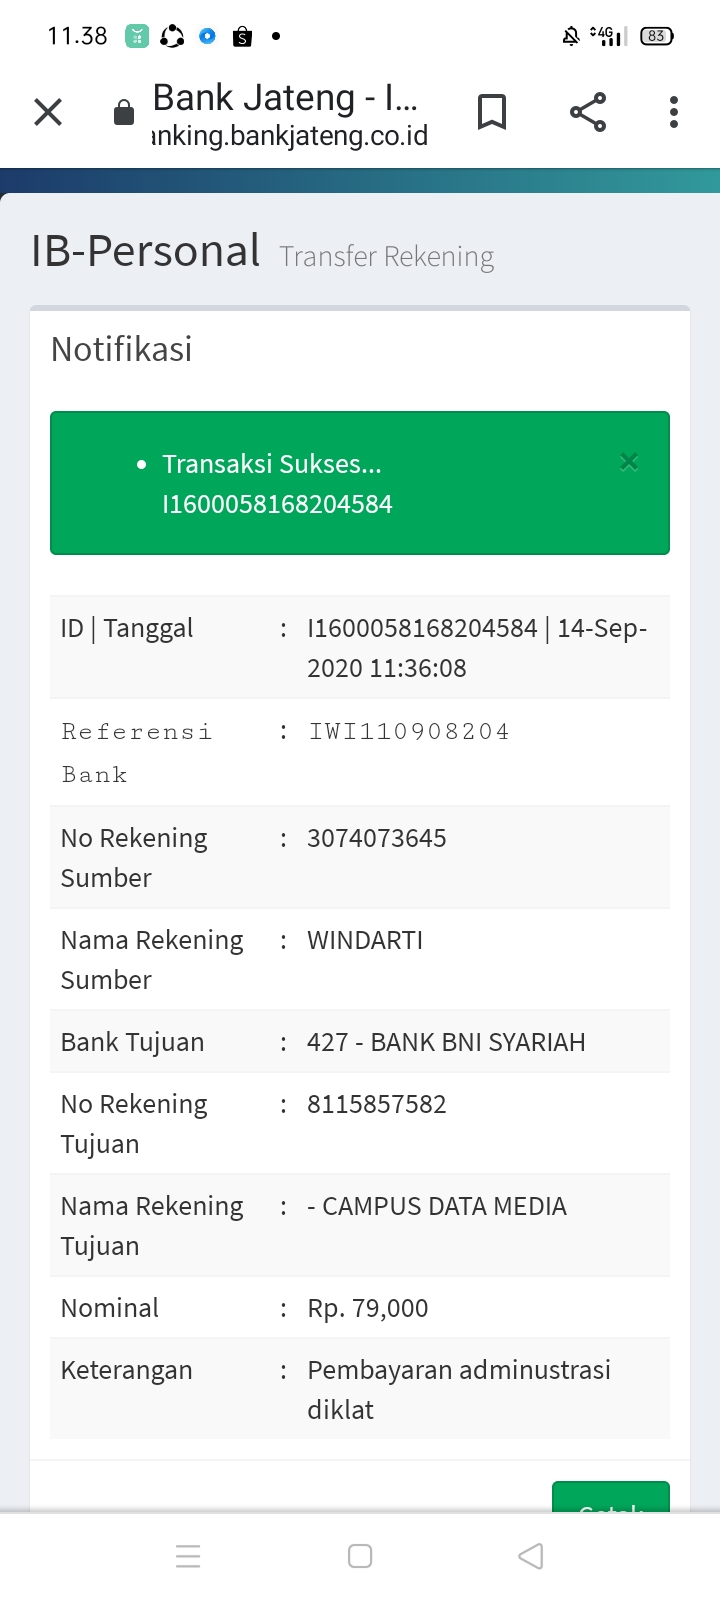 11.38
4G
83
Bank Jateng - I...
anking.bankjateng.co.id
IB-Personal Transfer Rekening
Notifikasi
Transaksi Sukses...
I1600058168204584
ID | Tanggal : I1600058168204584 | 14-Sep-
2020 11:36:08
Referensi : IWI110908204
Bank
No Rekening : 3074073645
Sumber
Nama Rekening : WINDARTI
Sumber
Bank Tujuan : 427 - BANK BNI SYARIAH
No Rekening : 8115857582
Tujuan
Nama Rekening : - CAMPUS DATA MEDIA
Tujuan
Nominal : Rp. 79,000
Keterangan : Pembayaran adminustrasi
diklat
Cetak